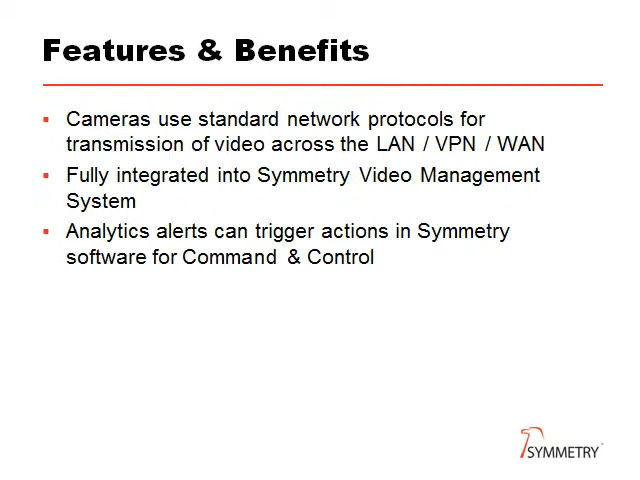 Features & Benefits
▪ Cameras use standard network protocols for
transmission of video across the LAN / VPN / WAN
▪ Fully integrated into Symmetry Video Management
System
▪ Analytics alerts can trigger actions in Symmetry
software for Command & Control
SYMMETRY™